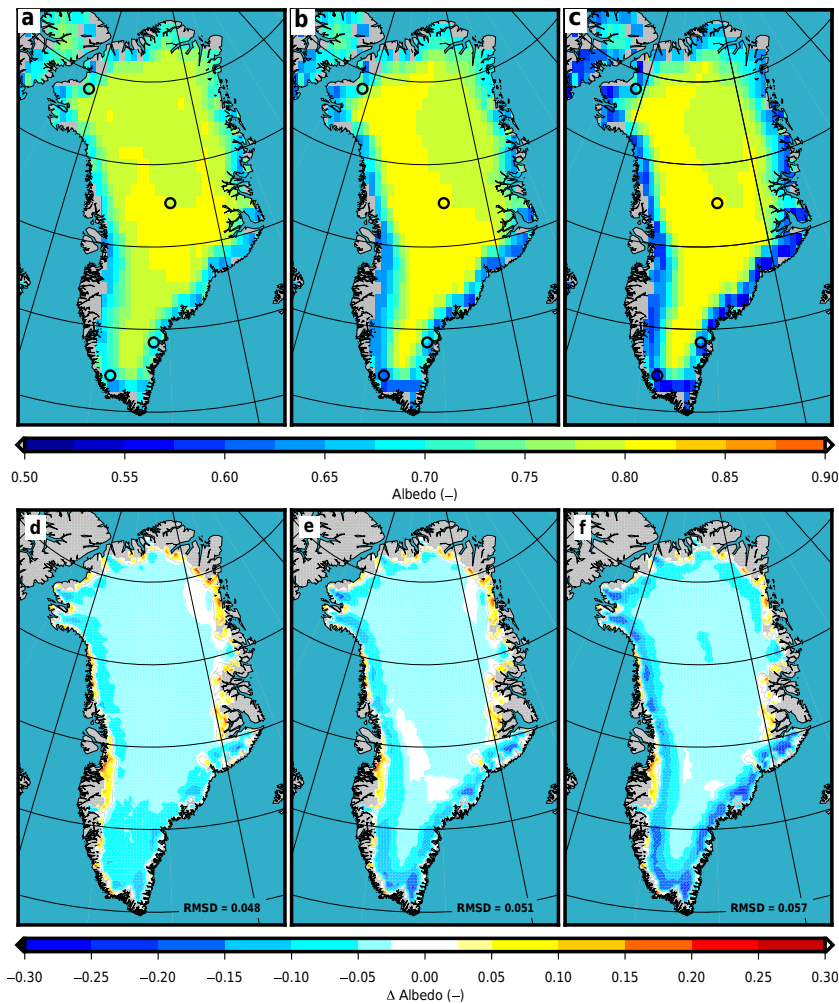 a b c
0.50 0.55 0.60 0.65 0.70 0.75 0.80 0.85 0.90
Albedo (–)
d e f
RMSD = 0.048 RMSD = 0.051 RMSD = 0.057
−0.30 −0.25 −0.20 −0.15 −0.10 −0.05 0.00 0.05 0.10 0.15 0.20 0.25 0.30
Δ Albedo (–)